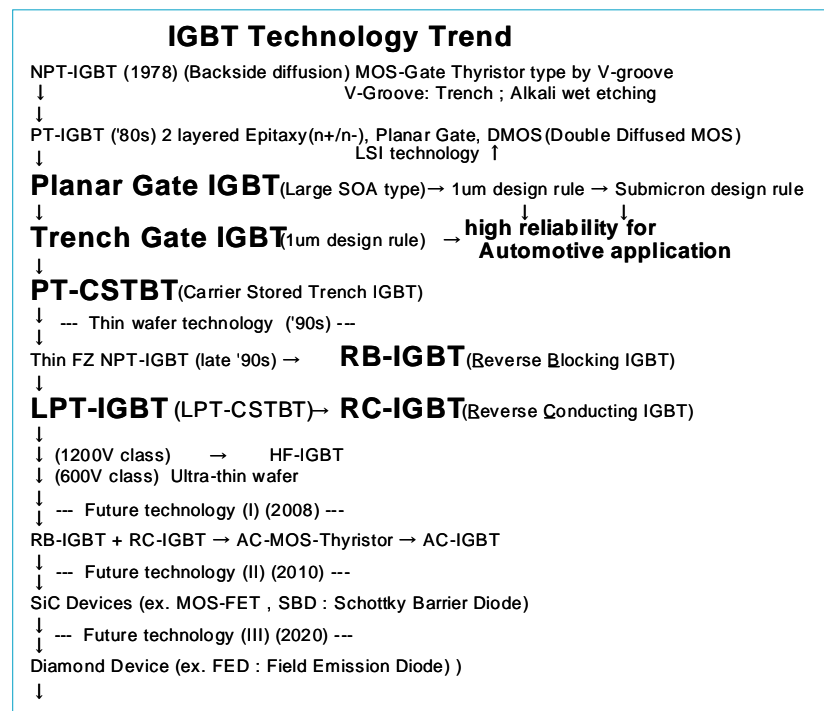 IGBT Technology Trend
NPT-IGBT (1978) (Backside diffusion) MOS-Gate Thyristor type by V-groove
↓ V-Groove: Trench ; Alkali wet etching
↓
PT-IGBT ('80s) 2 layered Epitaxy(n+/n-), Planar Gate, DMOS(Double Diffused MOS)
↓ LSI technology ↑
Planar Gate IGBT(Large SOA type)→ 1um design rule → Submicron design rule
↓ ↓ ↓
Trench Gate IGBT(1um design rule) → high reliability for
↓ Automotive application
PT-CSTBT(Carrier Stored Trench IGBT)
↓ --- Thin wafer technology ('90s) ---
↓
Thin FZ NPT-IGBT (late '90s) → RB-IGBT(Reverse Blocking IGBT)
↓
LPT-IGBT (LPT-CSTBT)→ RC-IGBT(Reverse Conducting IGBT)
↓
↓ (1200V class) → HF-IGBT
↓ (600V class) Ultra-thin wafer
↓
↓ --- Future technology (I) (2008) ---
↓
RB-IGBT + RC-IGBT → AC-MOS-Thyristor → AC-IGBT
↓
↓ --- Future technology (II) (2010) ---
SiC Devices (ex. MOS-FET , SBD : Schottky Barrier Diode)
↓
↓ --- Future technology (III) (2020) ---
Diamond Device (ex. FED : Field Emission Diode) )
↓